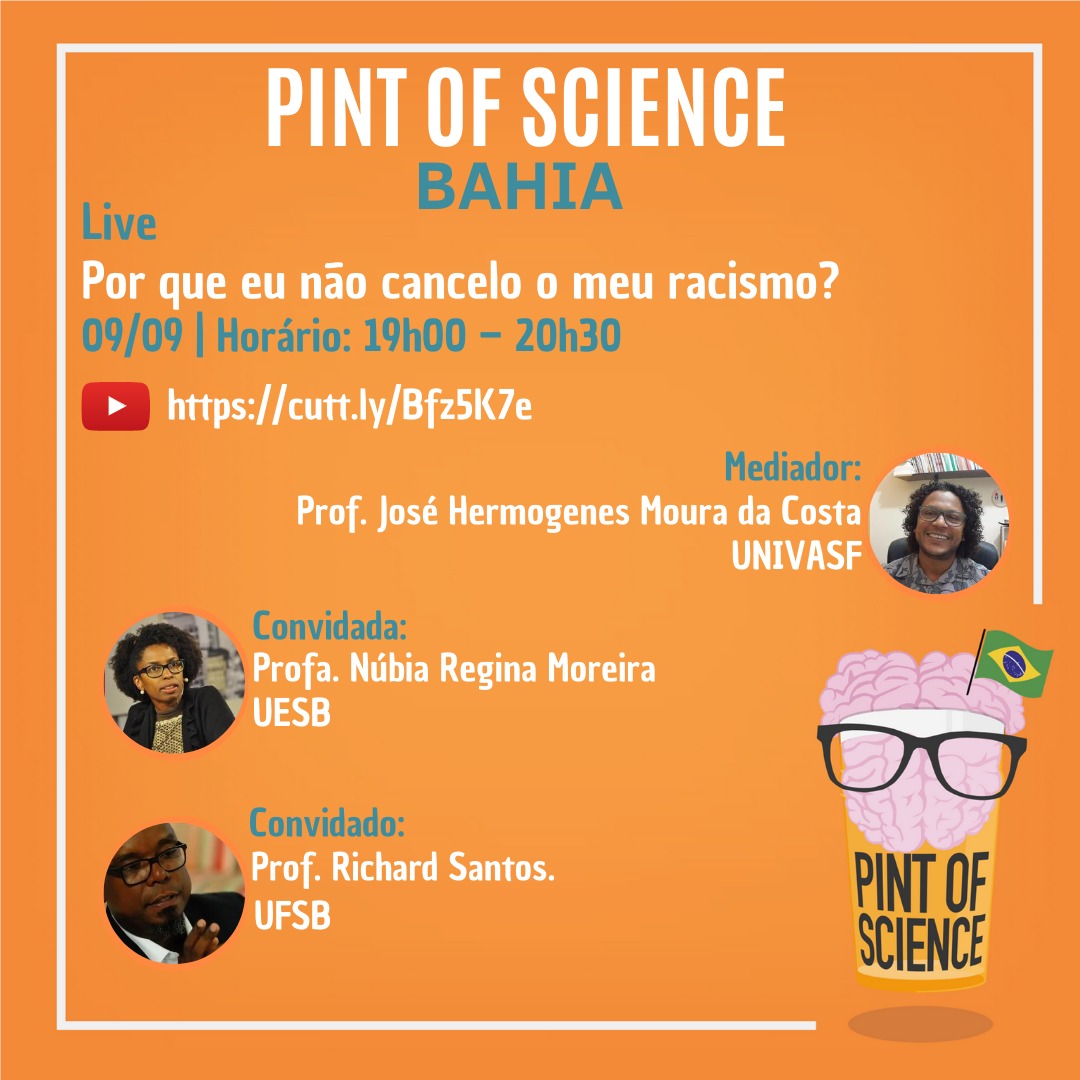 PINT OF SCIENCE
BAHIA
Live
Por que eu não cancelo o meu racismo?
09/09 | Horário: 19h00 – 20h30
https://cutt.ly/Bfz5K7e
Mediador:
Prof. José Hermogenes Moura da Costa
UNIVASF
Convidada:
Profa. Núbia Regina Moreira
UESB
Convidado:
Prof. Richard Santos.
UFSB
PINT OF
SCIENCE